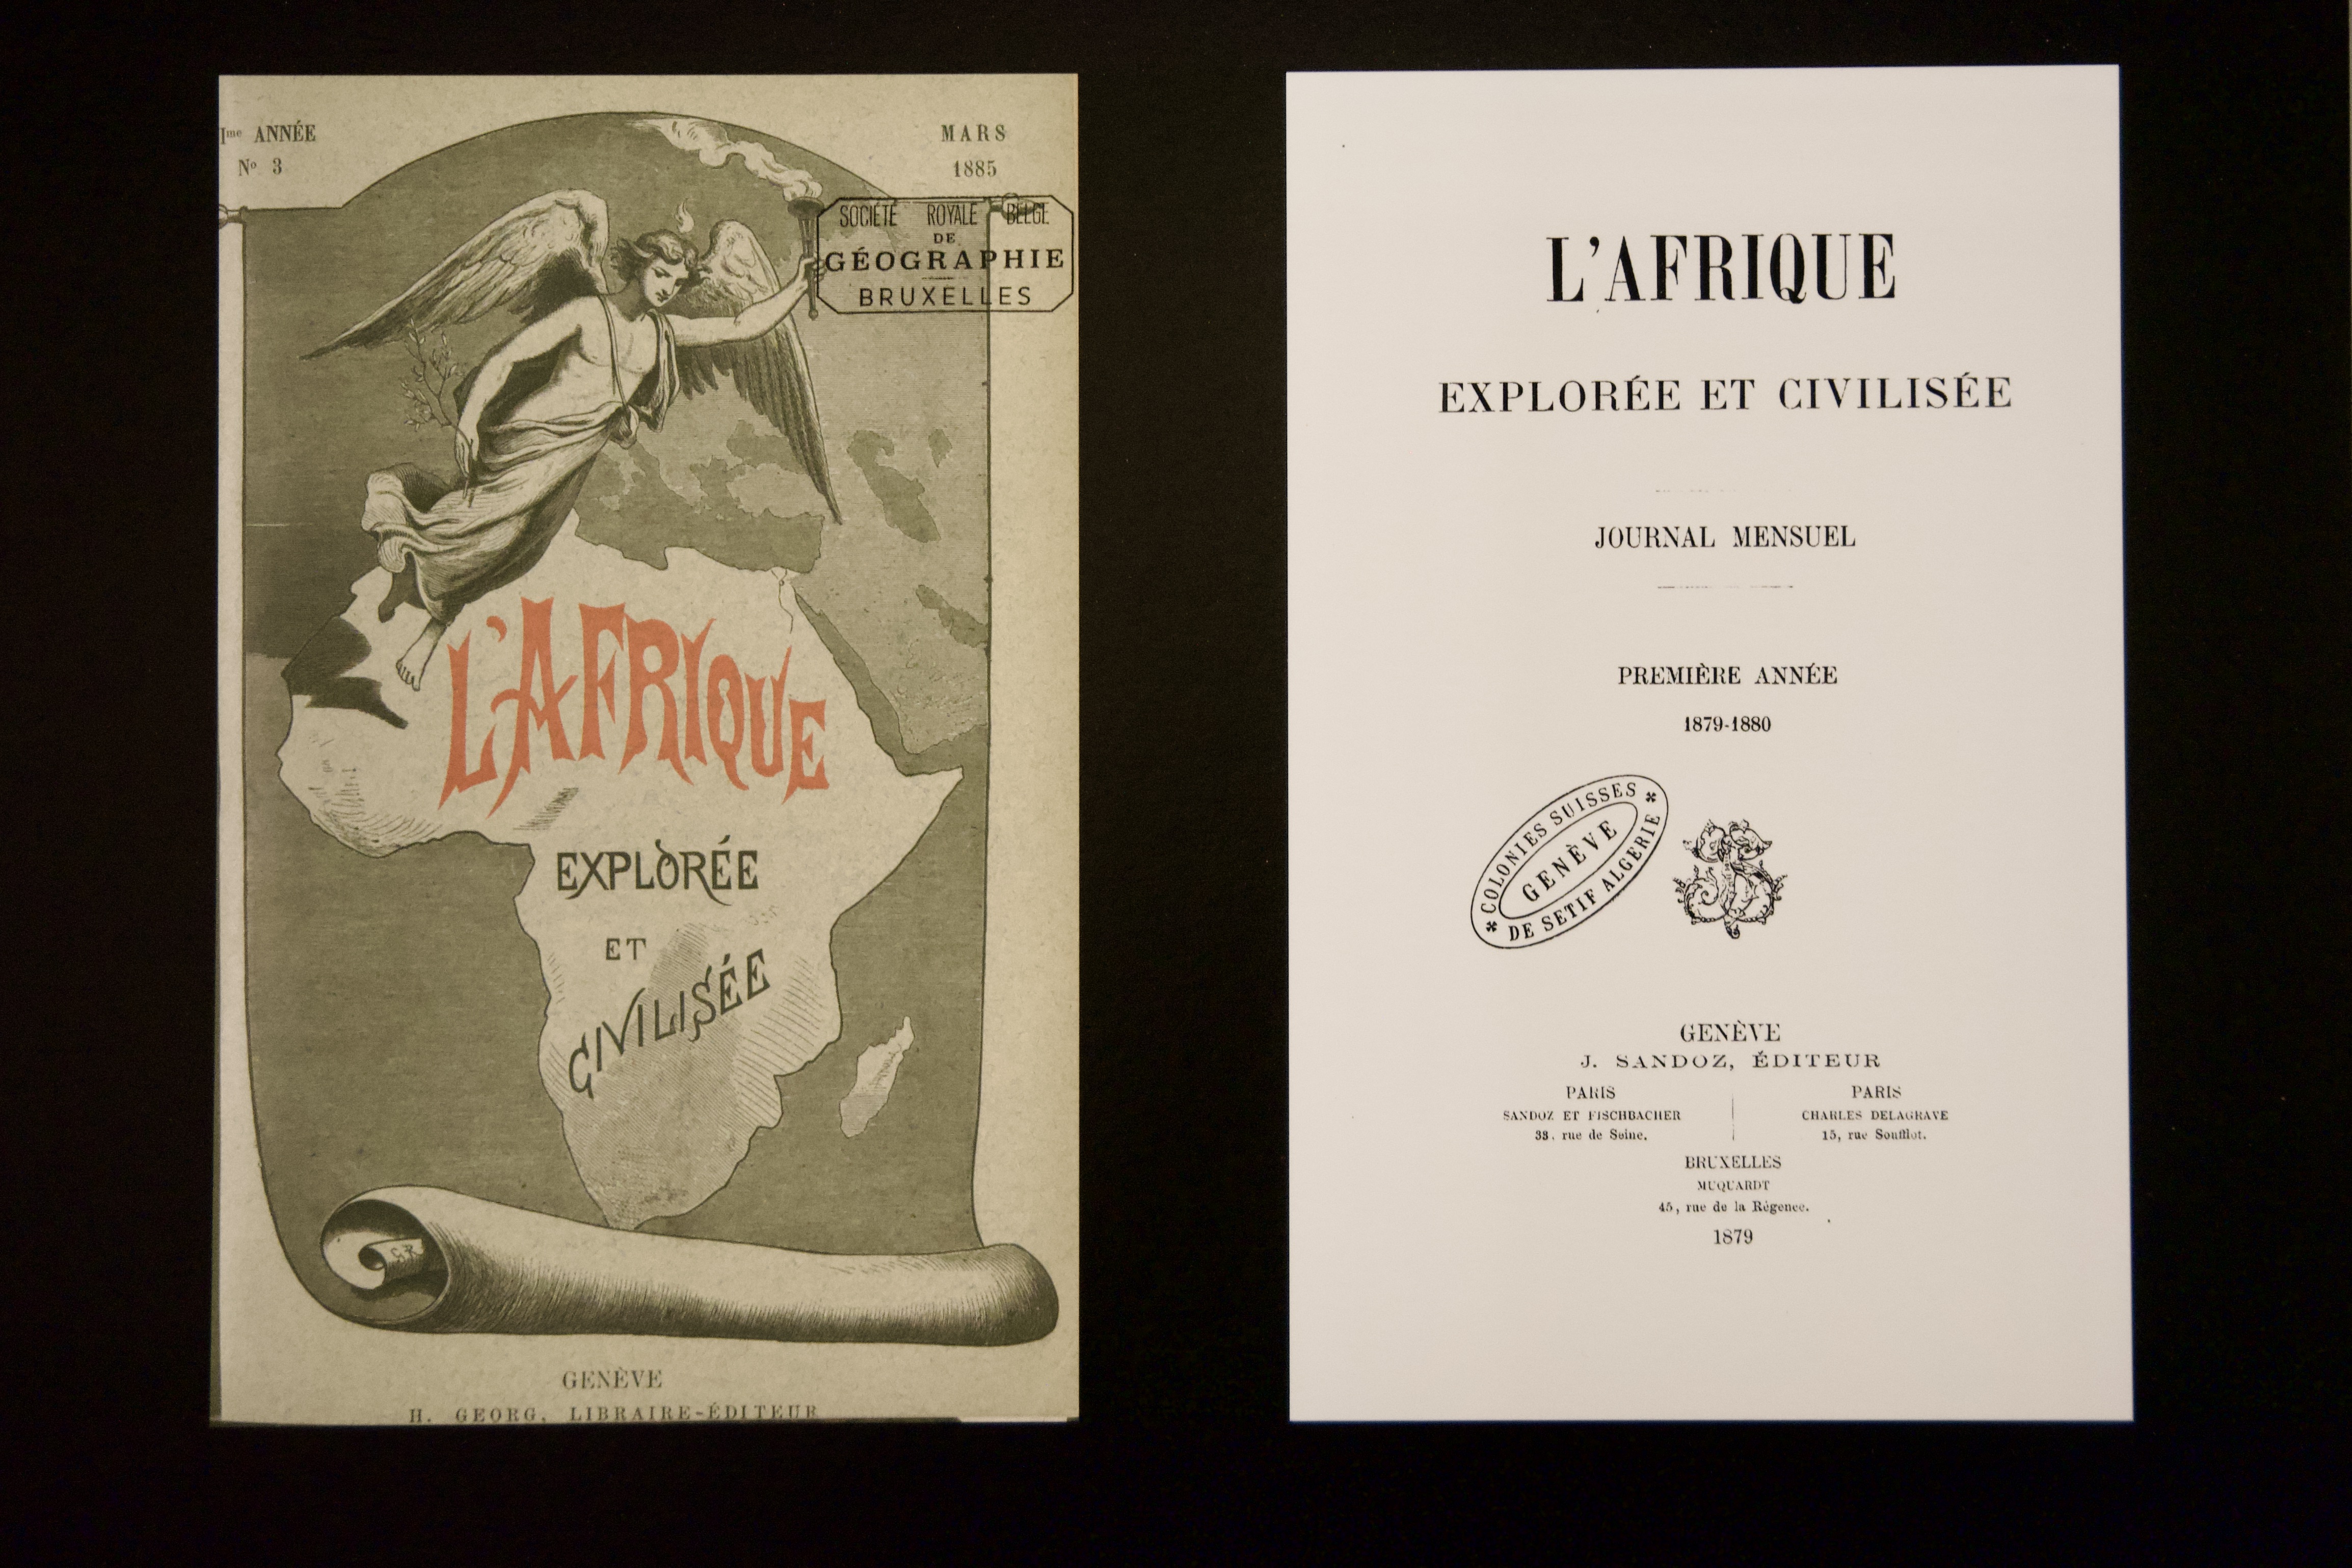 Ime ANNÉE
No 3
MARS
1885
SOCIÉTÉ ROYALE BELGE
DE
GÉOGRAPHIE
BRUXELLES
L'AFRIQUE
EXPLORÉE
ET
CIVILISÉE
GENÈVE
H. GEORG, LIBRAIRE-ÉDITEUR
L'AFRIQUE
EXPLORÉE ET CIVILISÉE
JOURNAL MENSUEL
PREMIÈRE ANNÉE
1879-1880
COLONIES SUISSES
GENÈVE
DE SETIF ALGERIE
JS
GENÈVE
J. SANDOZ, ÉDITEUR
PARIS
SANDOZ ET FISCHBACHER
33, rue de Seine.
PARIS
CHARLES DELAGRAVE
15, rue Soufflot.
BRUXELLES
MUQUARDT
45, rue de la Régence.
1879